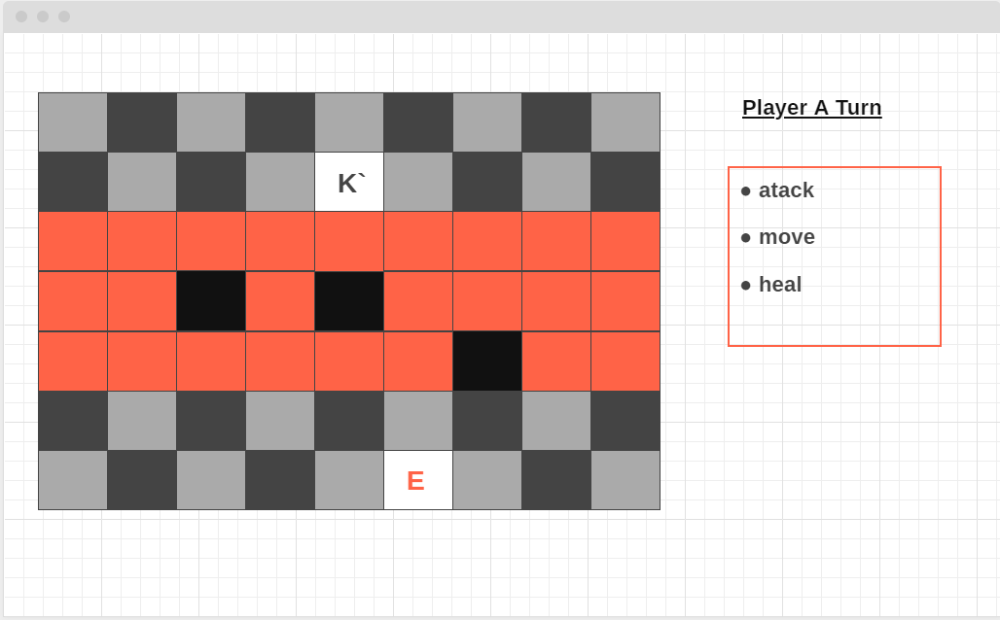 Player A Turn
K`
• atack
• move
• heal
E